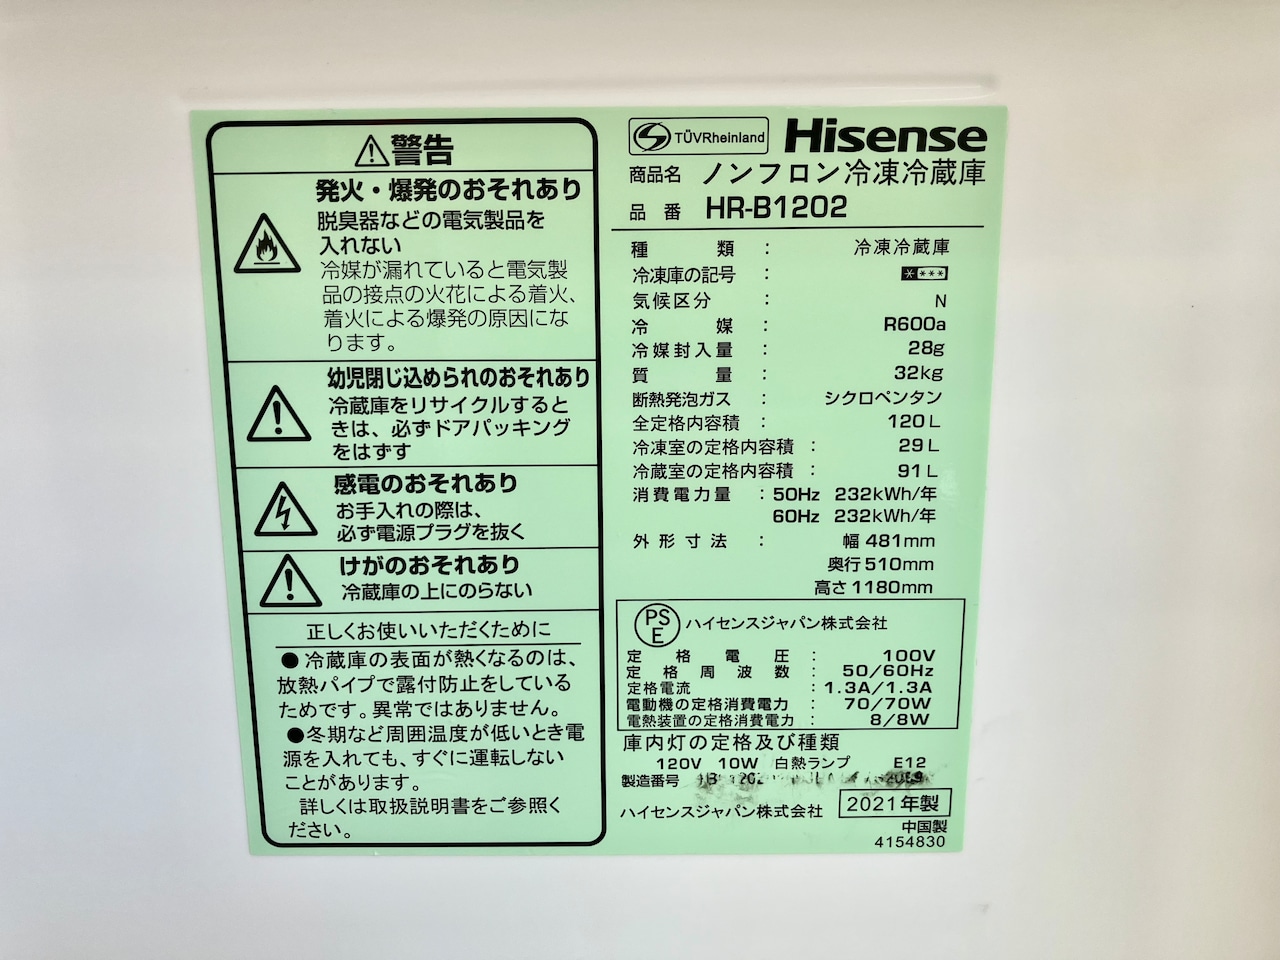 警告
発火・爆発のおそれあり
脱臭器などの電気製品を
入れない
冷媒が漏れていると電気製
品の接点の火花による着火、
着火による爆発の原因にな
ります。
幼児閉じ込められのおそれあり
冷蔵庫をリサイクルすると
きは、必ずドアパッキング
をはずす
感電のおそれあり
お手入れの際は、
必ず電源プラグを抜く
けがのおそれあり
冷蔵庫の上にのらない
正しくお使いいただくために
●冷蔵庫の表面が熱くなるのは、
放熱パイプで露付防止をしている
ためです。異常ではありません。
●冬期など周囲温度が低いとき電
源を入れても、すぐに運転しない
ことがあります。
詳しくは取扱説明書をご参照く
ださい。
TÜVRheinland Hisense
商品名 ノンフロン冷凍冷蔵庫
品番 HR-B1202
種類 : 冷凍冷蔵庫
冷凍庫の記号 : ****
気候区分 : N
冷媒 : R600a
冷媒封入量 : 28g
質量 : 32kg
断熱発泡ガス : シクロペンタン
全定格内容積 : 120L
冷凍室の定格内容積 : 29L
冷蔵室の定格内容積 : 91L
消費電力量 : 50Hz 232kWh/年
60Hz 232kWh/年
外形寸法 : 幅 481mm
奥行 510mm
高さ 1180mm
PSE ハイセンスジャパン株式会社
定格電圧 : 100V
定格周波数 : 50/60Hz
定格電流 : 1.3A/1.3A
電動機の定格消費電力 : 70/70W
電熱装置の定格消費電力 : 8/8W
庫内灯の定格及び種類
120V 10W 白熱ランプ E12
製造番号
ハイセンスジャパン株式会社 2021年製
中国製
4154830